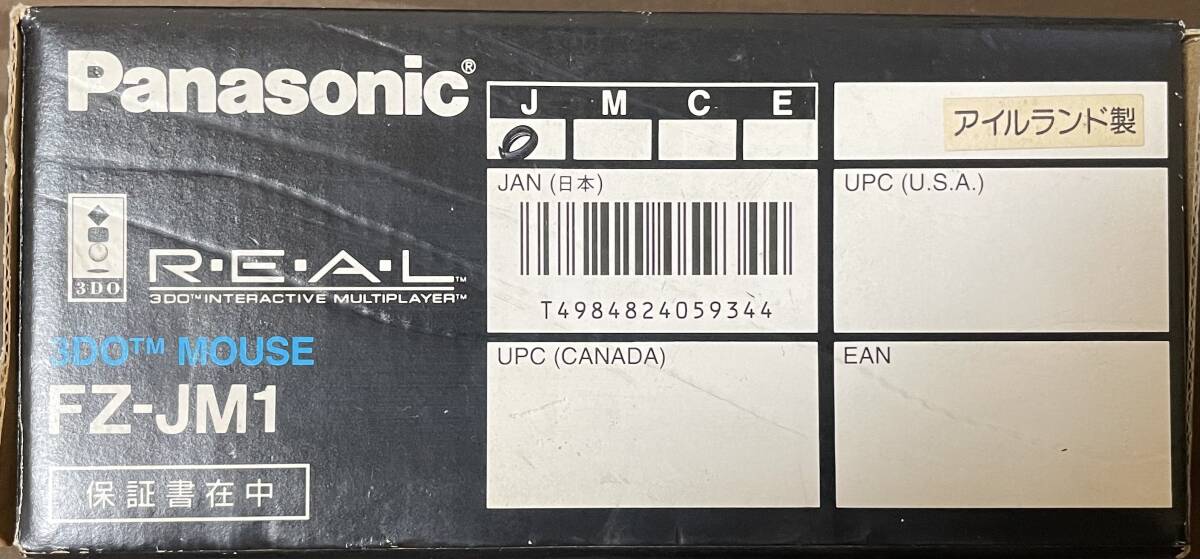 Panasonic®
3DO
R·E·A·L™
3DO™ INTERACTIVE MULTIPLAYER™
3DO™ MOUSE
FZ-JM1
保証書在中
J M C E
アイルランド製
JAN (日本)
T4984824059344
UPC (U.S.A.)
UPC (CANADA)
EAN